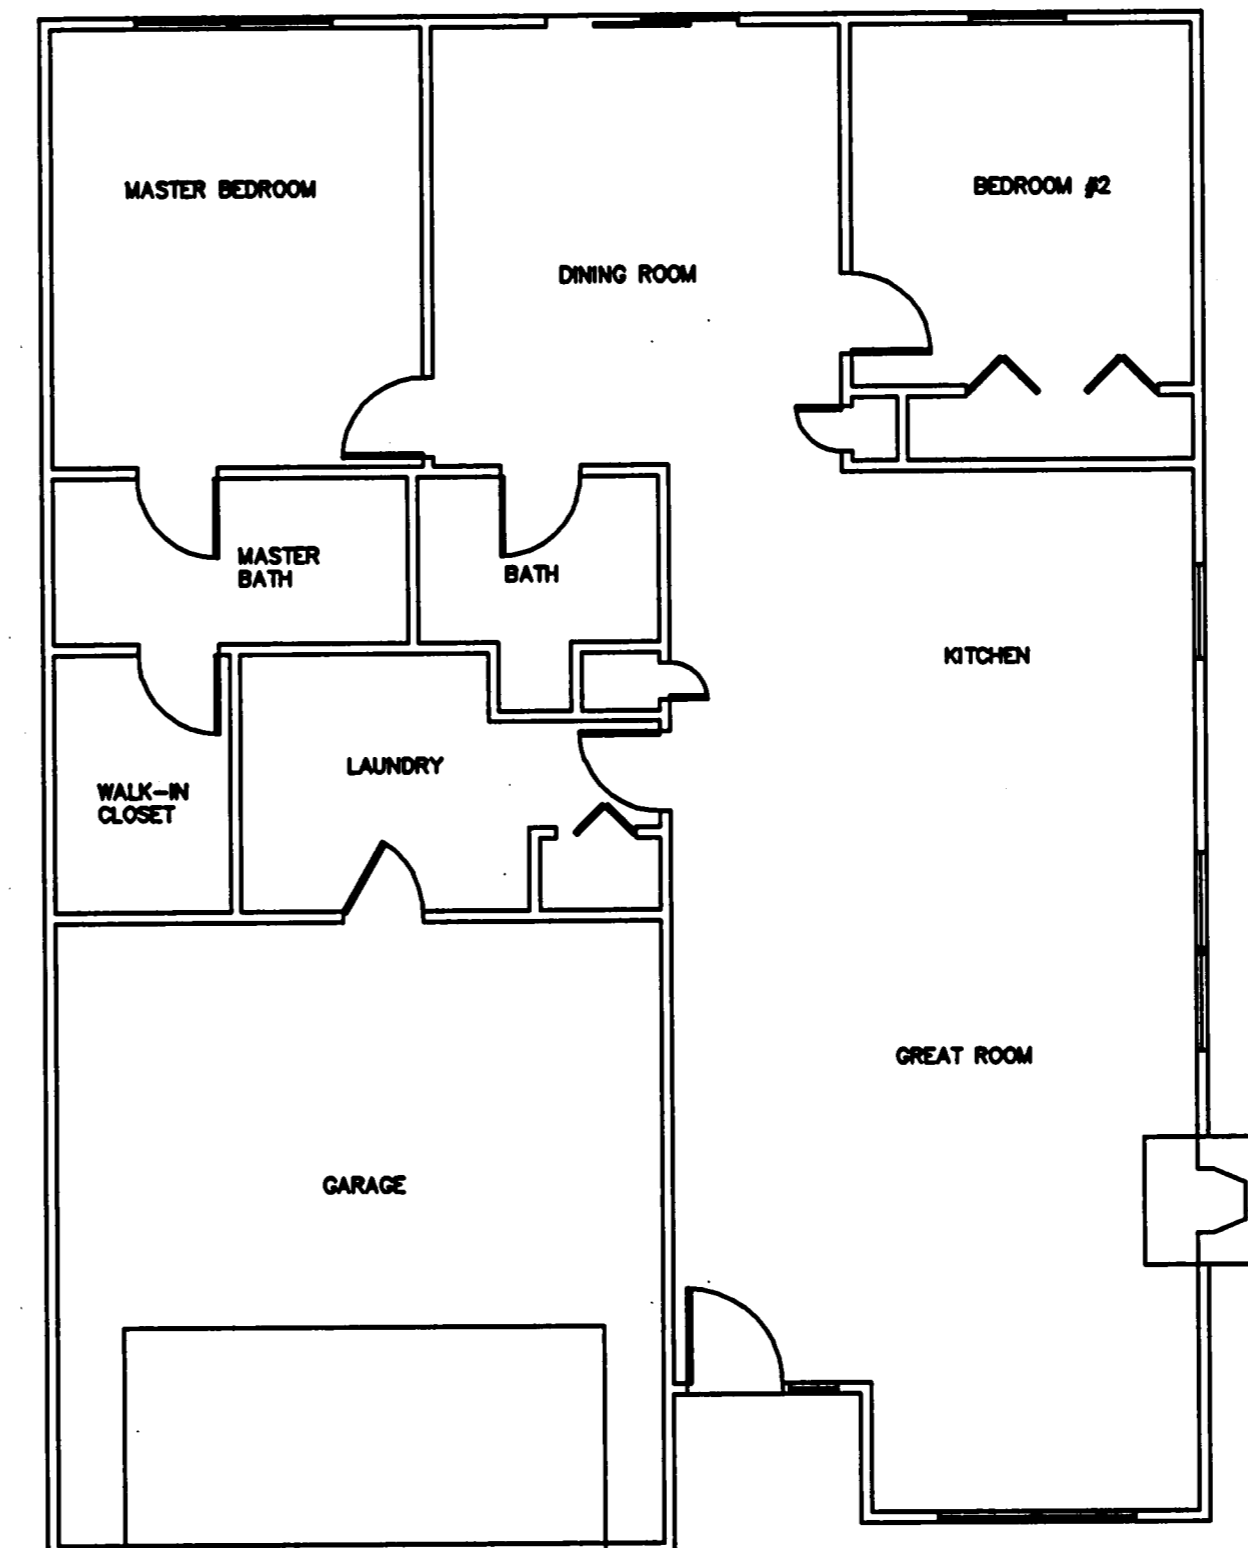 MASTER BEDROOM
BEDROOM #2
DINING ROOM
MASTER
BATH
BATH
KITCHEN
LAUNDRY
WALK-IN
CLOSET
GREAT ROOM
GARAGE